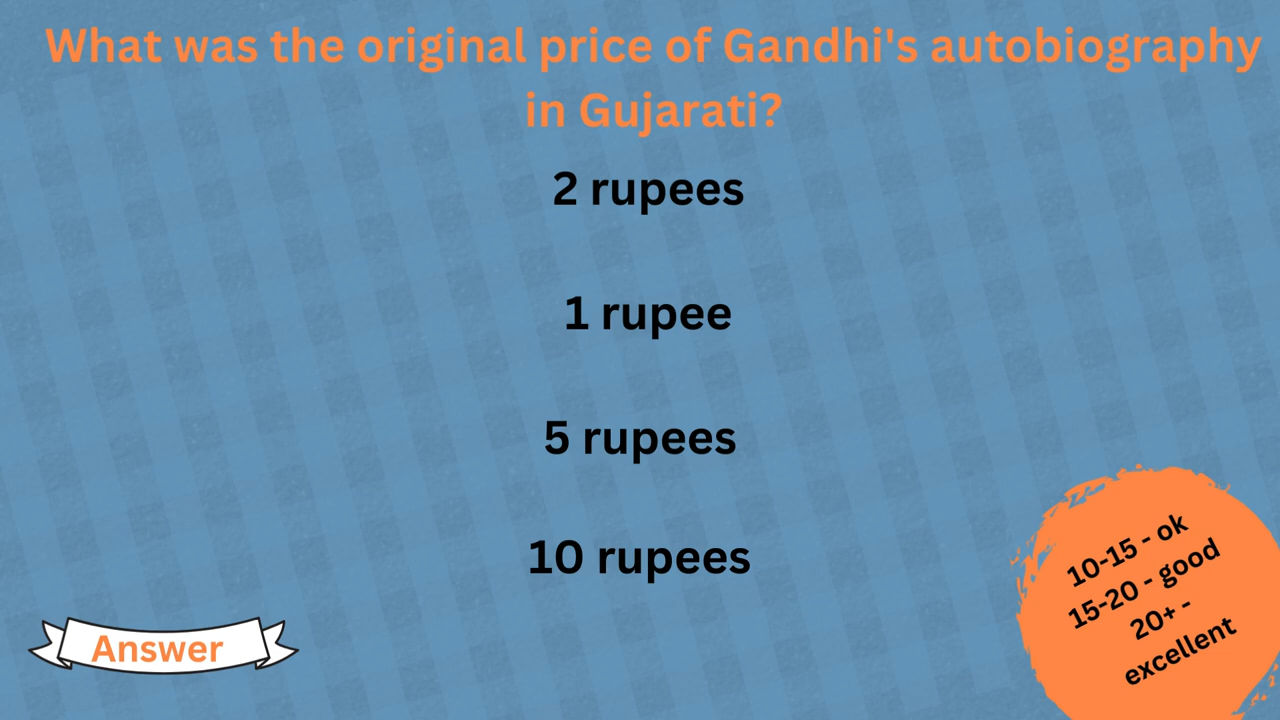 What was the original price of Gandhi's autobiography
in Gujarati?
2 rupees
1 rupee
5 rupees
10 rupees
Answer
10-15 - ok
15-20 - good
20+ -
excellent